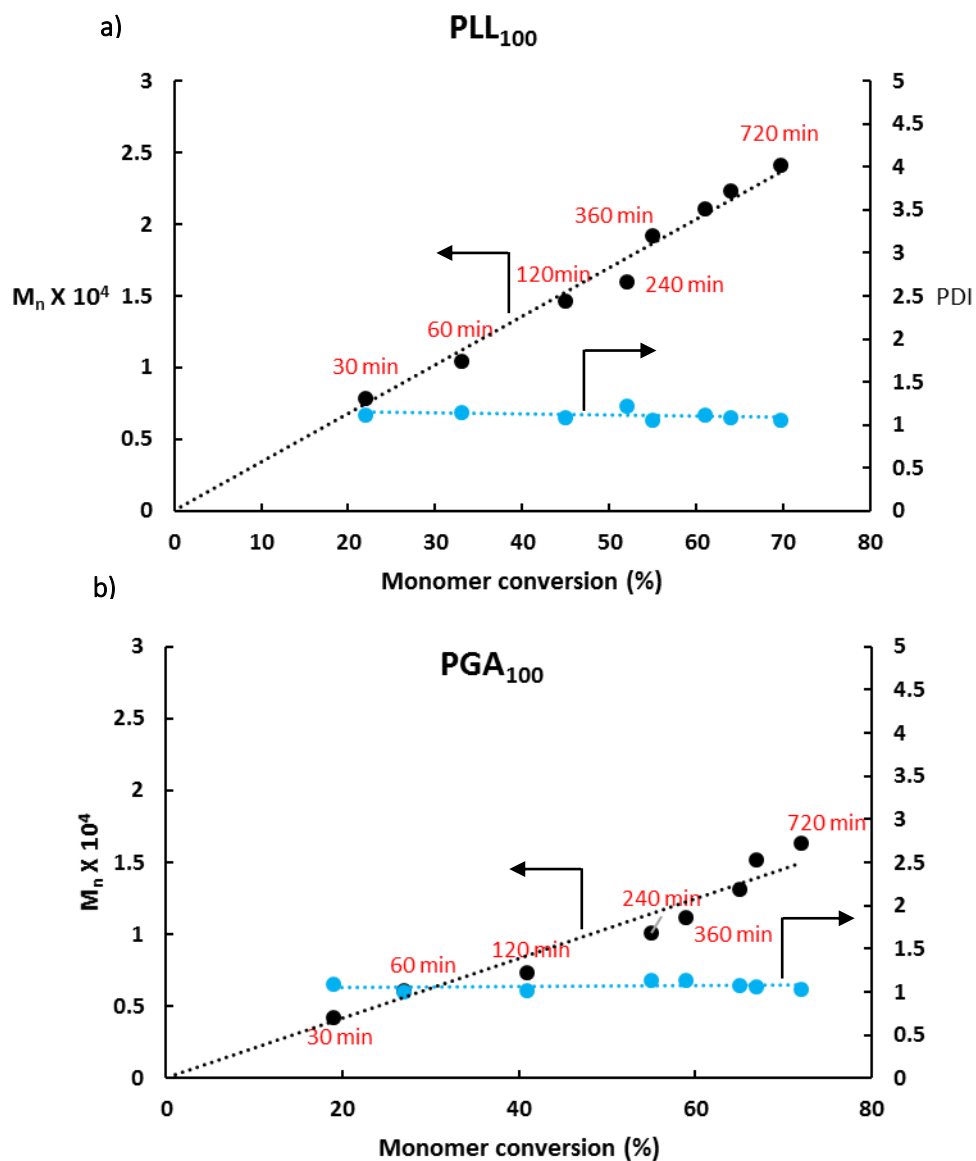 a)
PLL100
3
2.5
2
1.5
1
0.5
0
Mn X 10^4
5
4.5
4
3.5
3
2.5
2
1.5
1
0.5
0
PDI
720 min
360 min
120min
240 min
60 min
30 min
0 10 20 30 40 50 60 70 80
Monomer conversion (%)
b)
PGA100
3
2.5
2
1.5
1
0.5
0
Mn X 10^4
5
4.5
4
3.5
3
2.5
2
1.5
1
0.5
0
720 min
240 min
360 min
120 min
60 min
30 min
0 20 40 60 80
Monomer conversion (%)